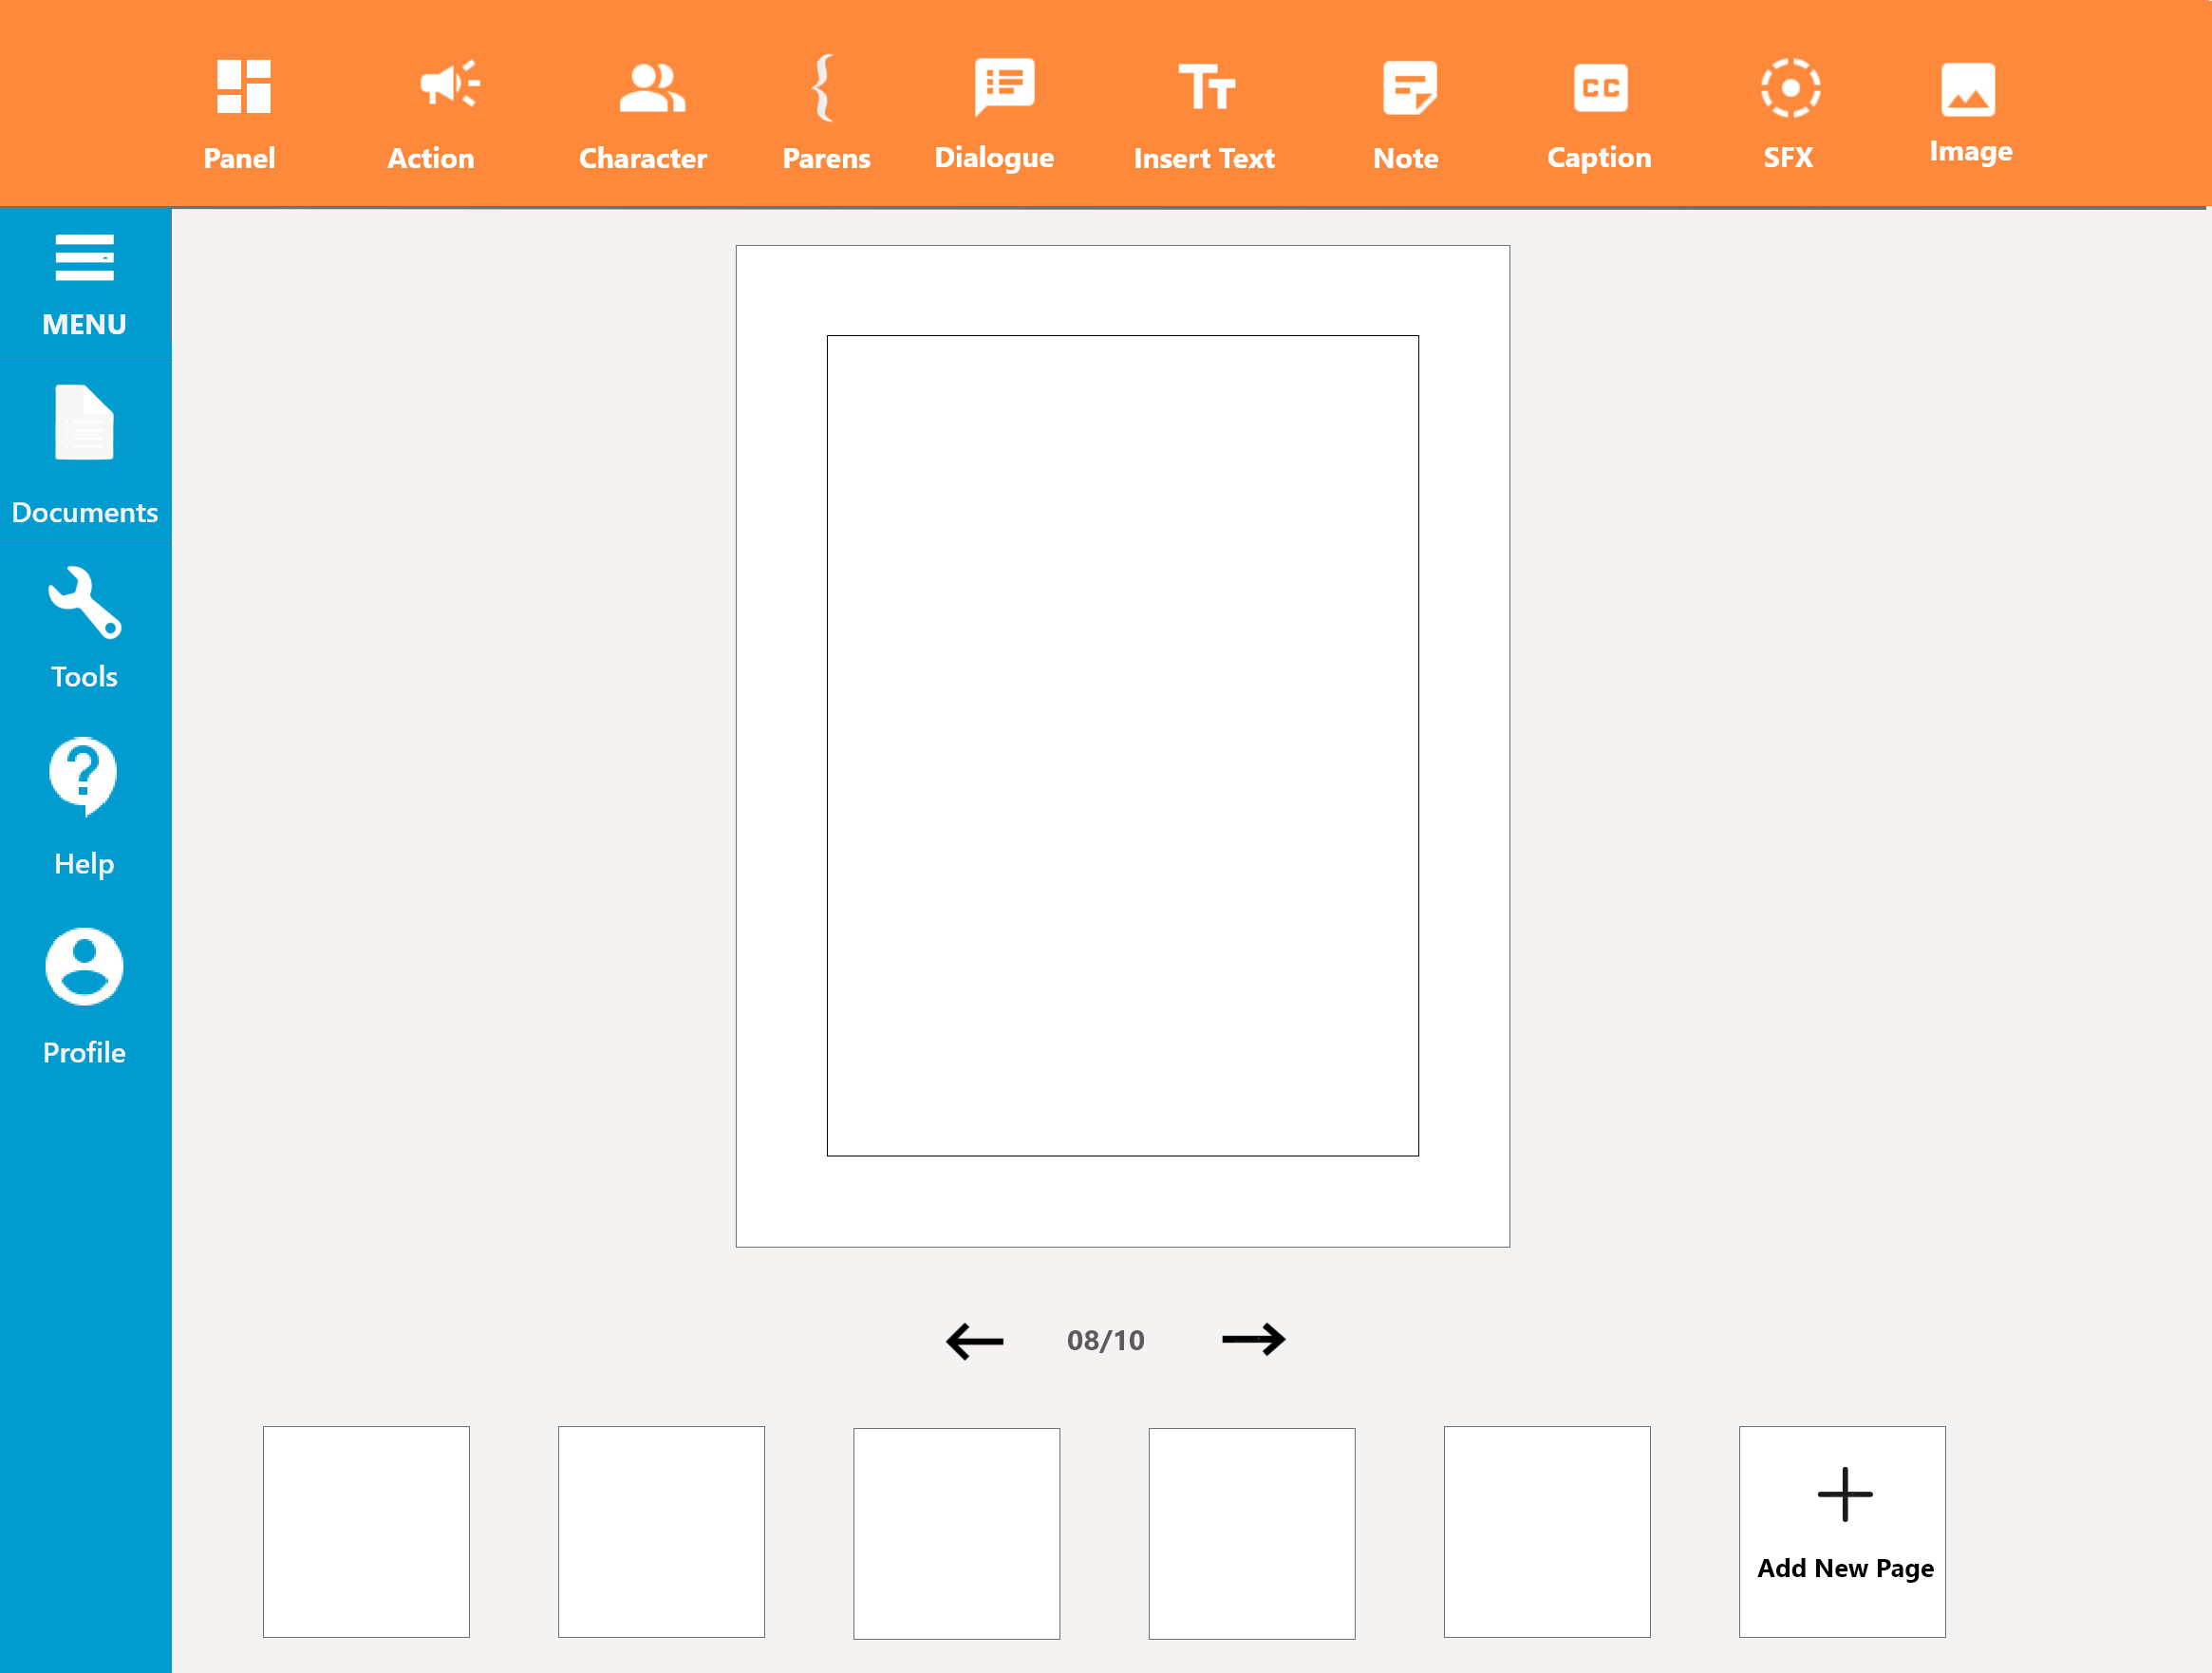 Panel
Action
Character
Parens
Dialogue
Insert Text
Note
Caption
SFX
Image
MENU
Documents
Tools
Help
Profile
08/10
Add New Page